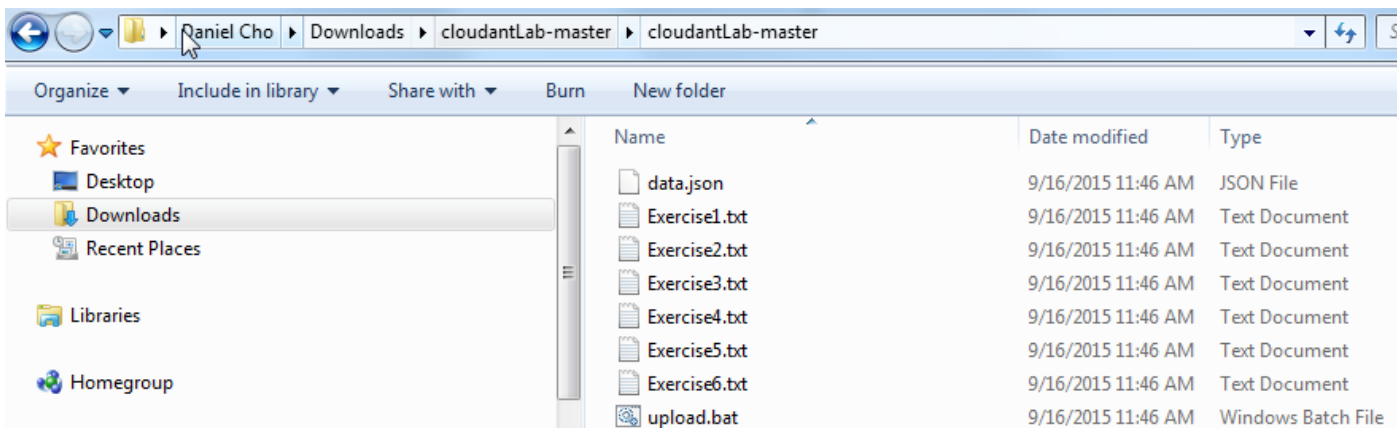 Daniel Cho Downloads cloudantLab-master cloudantLab-master S
Organize Include in library Share with Burn New folder
Favorites
Desktop
Downloads
Recent Places
Libraries
Homegroup
Name Date modified Type
data.json 9/16/2015 11:46 AM JSON File
Exercise1.txt 9/16/2015 11:46 AM Text Document
Exercise2.txt 9/16/2015 11:46 AM Text Document
Exercise3.txt 9/16/2015 11:46 AM Text Document
Exercise4.txt 9/16/2015 11:46 AM Text Document
Exercise5.txt 9/16/2015 11:46 AM Text Document
Exercise6.txt 9/16/2015 11:46 AM Text Document
upload.bat 9/16/2015 11:46 AM Windows Batch File